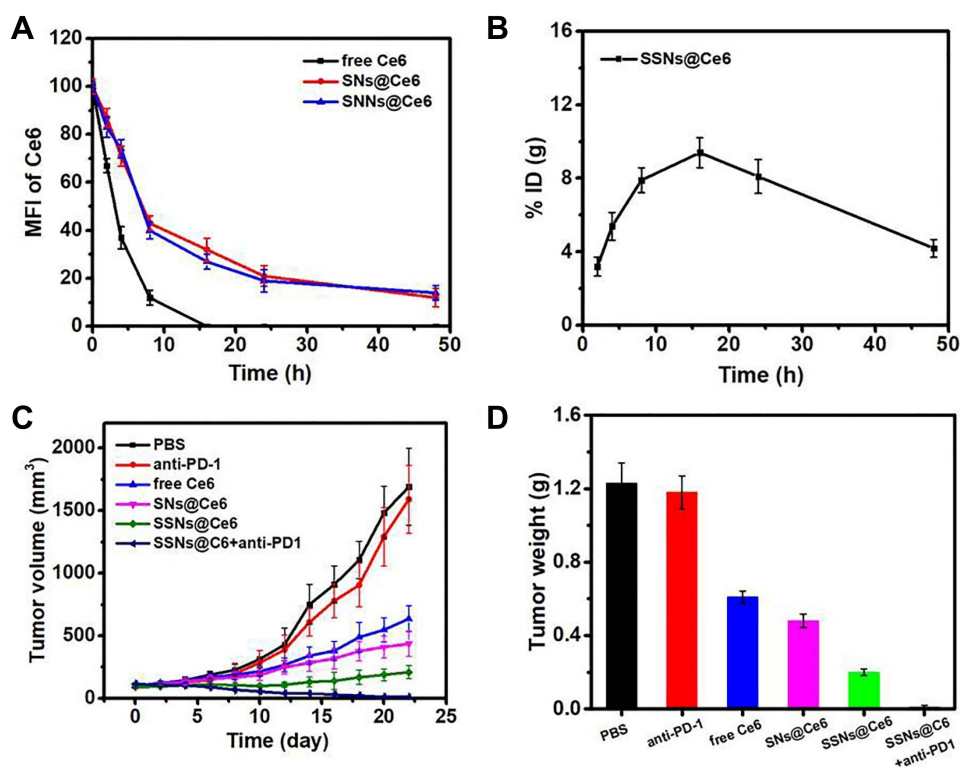 A
120
100
80
60
40
20
0
MFI of Ce6
free Ce6
SNs@Ce6
SNNs@Ce6
0 10 20 30 40 50
Time (h)
B
16
12
8
4
0
% ID (g)
SSNs@Ce6
0 10 20 30 40 50
Time (h)
C
2000
1500
1000
500
0
Tumor volume (mm³)
PBS
anti-PD-1
free Ce6
SNs@Ce6
SSNs@Ce6
SSNs@C6+anti-PD1
0 5 10 15 20 25
Time (day)
D
1.6
1.2
0.8
0.4
0.0
Tumor weight (g)
PBS
anti-PD-1
free Ce6
SNs@Ce6
SSNs@Ce6
SSNs@C6
+anti-PD1